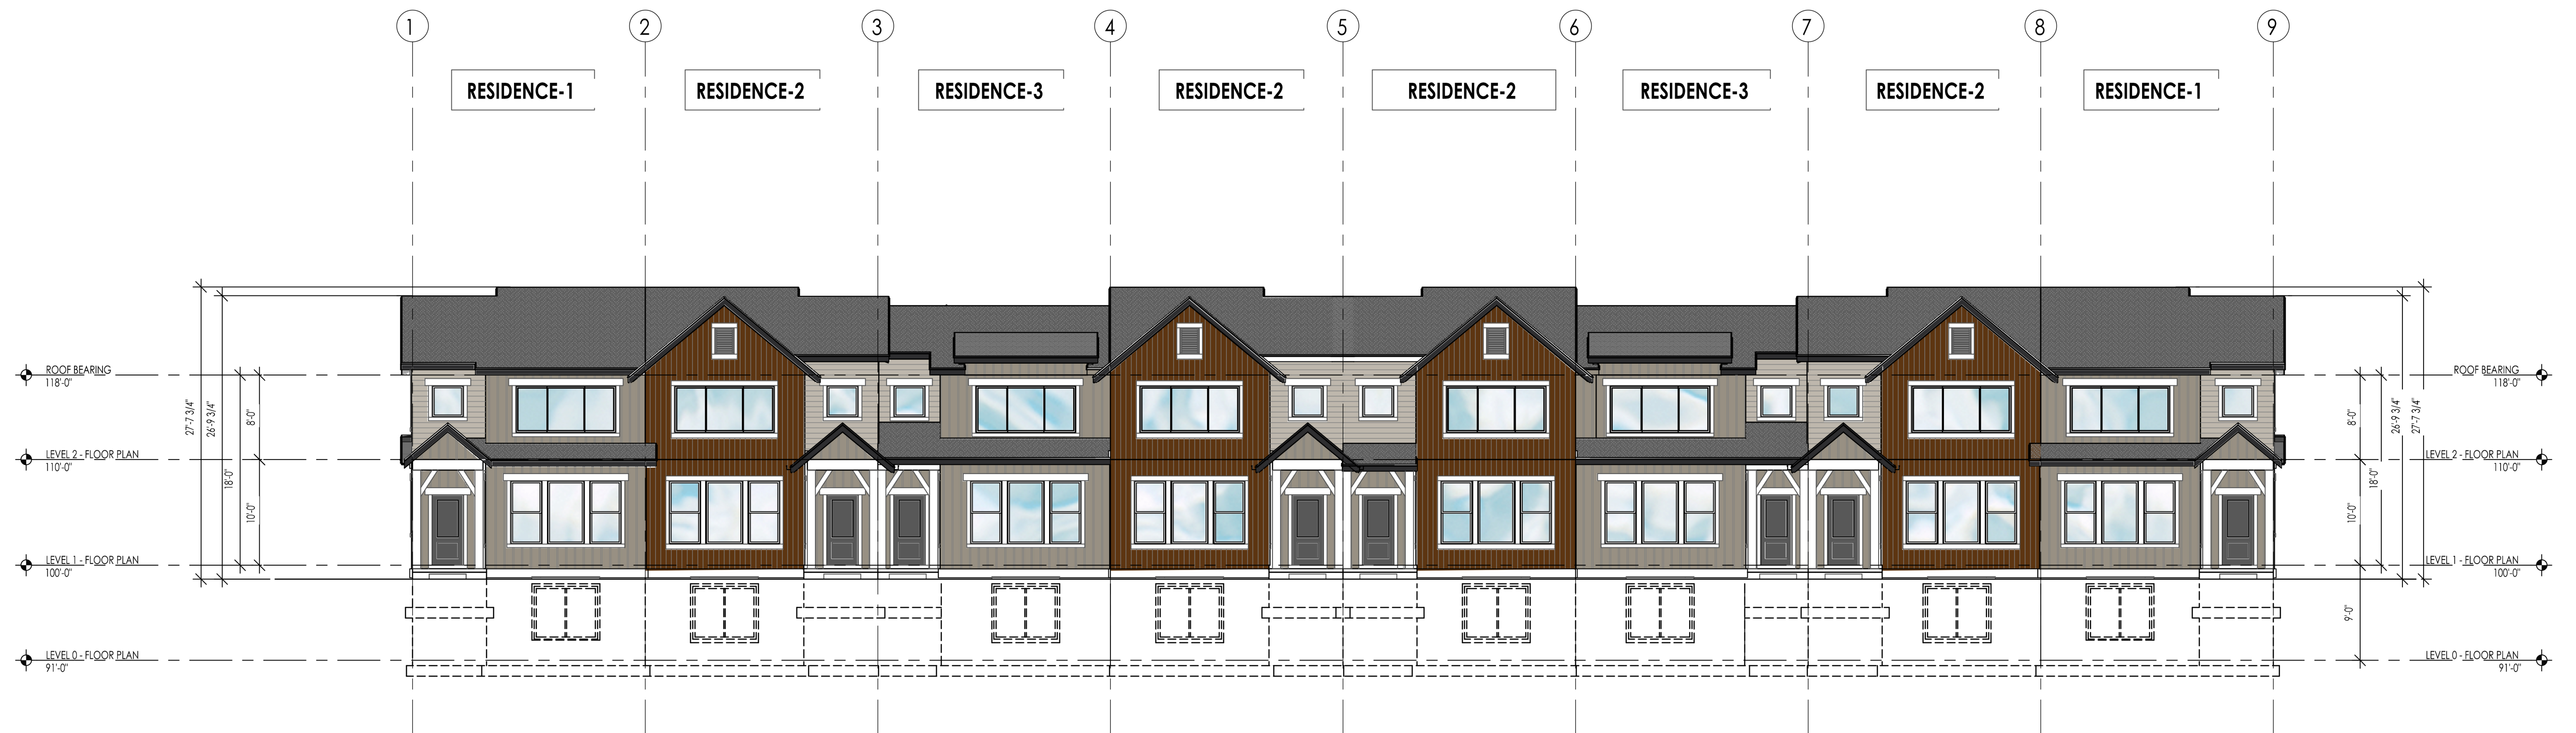 1 2 3 4 5 6 7 8 9
RESIDENCE-1 RESIDENCE-2 RESIDENCE-3 RESIDENCE-2 RESIDENCE-2 RESIDENCE-3 RESIDENCE-2 RESIDENCE-1
ROOF BEARING
118'-0"
LEVEL 2 - FLOOR PLAN
110'-0"
LEVEL 1 - FLOOR PLAN
100'-0"
LEVEL 0 - FLOOR PLAN
91'-0"
27'-7 3/4"
26'-9 3/4"
18'-0"
8'-0"
10'-0"
8'-0"
10'-0"
9'-0"
18'-0"
26'-9 3/4"
27'-7 3/4"
ROOF BEARING
118'-0"
LEVEL 2 - FLOOR PLAN
110'-0"
LEVEL 1 - FLOOR PLAN
100'-0"
LEVEL 0 - FLOOR PLAN
91'-0"